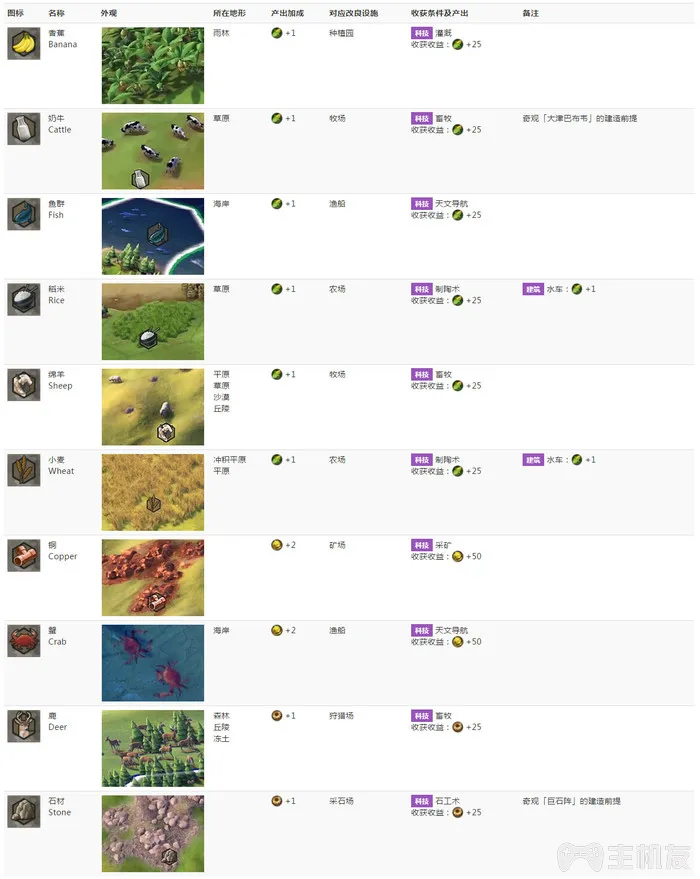 图标 名称 外观 所在地形 产出加成 对应改良设施 收获条件及产出 备注
香蕉 雨林 +1 种植园 科技 灌溉
Banana 收获收益：+25
奶牛 草原 +1 牧场 科技 畜牧 奇观「大津巴布韦」的建造前提
Cattle 收获收益：+25
鱼群 海岸 +1 渔船 科技 天文导航
Fish 收获收益：+25
稻米 草原 +1 农场 科技 制陶术 建筑 水车：+1
Rice 收获收益：+25
绵羊 平原 +1 牧场 科技 畜牧
Sheep 草原 收获收益：+25
沙漠
丘陵
小麦 冲积平原 +1 农场 科技 制陶术 建筑 水车：+1
Wheat 平原 收获收益：+25
铜 +2 矿场 科技 采矿
Copper 收获收益：+50
蟹 海岸 +2 渔船 科技 天文导航
Crab 收获收益：+50
鹿 森林 +1 狩猎场 科技 畜牧
Deer 丘陵 收获收益：+25
冻土
石材 +1 采石场 科技 石工术 奇观「巨石阵」的建造前提
Stone 收获收益：+25
主机友